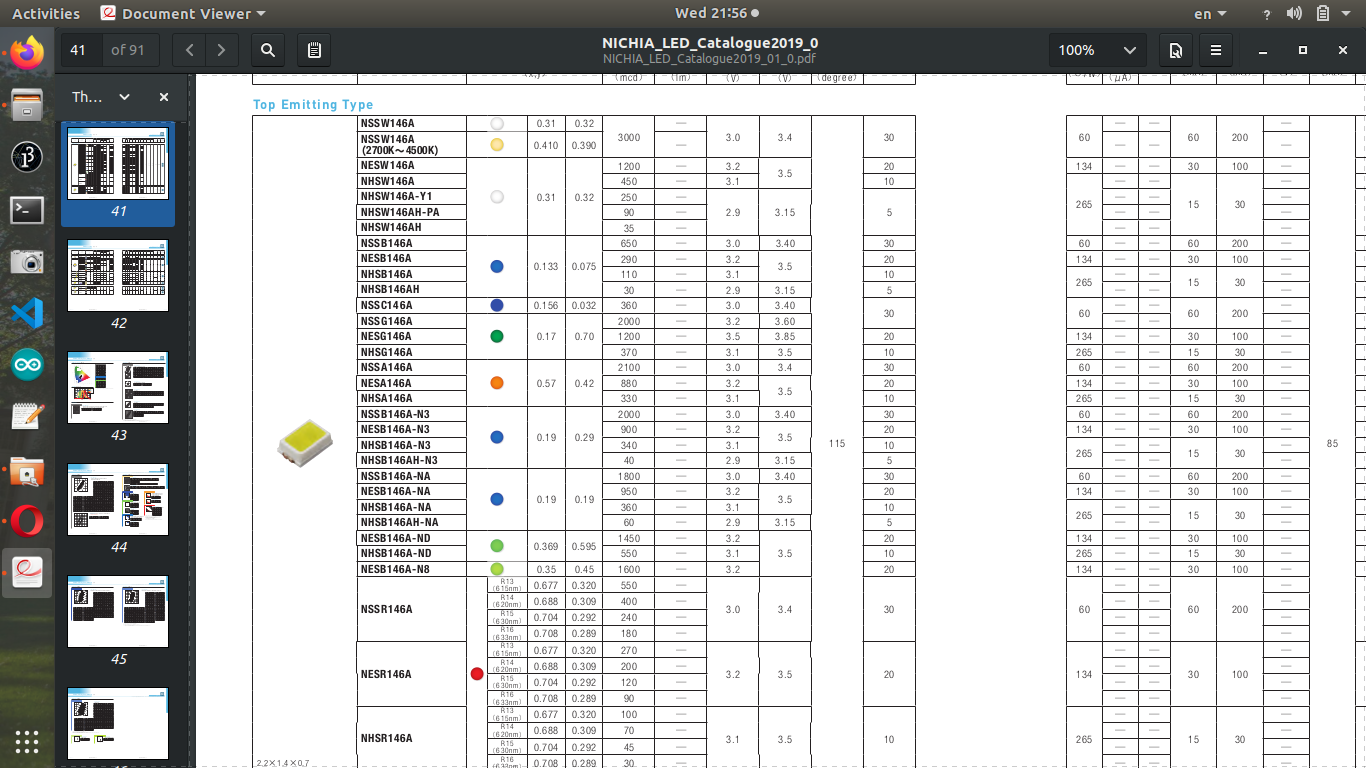 Activities Document Viewer Wed 21:56 en ?
41 of 91 NICHIA_LED_Catalogue2019_0 100%
NICHIA_LED_Catalogue2019_01_0.pdf
(mcd) (lm) (V) (V) (degree) (μA)
Th...
41
42
43
44
45
Top Emitting Type
NSSW146A 0.31 0.32 3000 — 3.0 3.4 30 60 — — 60 200 —
NSSW146A
(2700K～4500K) 0.410 0.390 — — — —
NESW146A 1200 — 3.2 3.5 20 134 — — 30 100 —
NHSW146A 0.31 0.32 450 — 3.1 10 265 — — 15 30 —
NHSW146A-Y1 250 — 2.9 3.15 5 — — —
NHSW146AH-PA 90 — — — —
NHSW146AH 35 — — — —
NSSB146A 0.133 0.075 650 — 3.0 3.40 30 60 — — 60 200 —
NESB146A 290 — 3.2 3.5 20 134 — — 30 100 —
NHSB146A 110 — 3.1 10 265 — — 15 30 —
NHSB146AH 30 — 2.9 3.15 5 — — —
NSSC146A 0.156 0.032 360 — 3.0 3.40 30 60 — — 60 200 —
NSSG146A 0.17 0.70 2000 — 3.2 3.60 — — —
NESG146A 1200 — 3.5 3.85 20 134 — — 30 100 —
NHSG146A 370 — 3.1 3.5 10 265 — — 15 30 —
NSSA146A 0.57 0.42 2100 — 3.0 3.4 30 60 — — 60 200 —
NESA146A 880 — 3.2 3.5 20 134 — — 30 100 —
NHSA146A 330 — 3.1 10 265 — — 15 30 —
NSSB146A-N3 0.19 0.29 2000 — 3.0 3.40 30 60 — — 60 200 —
NESB146A-N3 900 — 3.2 3.5 20 134 — — 30 100 —
NHSB146A-N3 340 — 3.1 115 10 265 — — 15 30 — 85
NHSB146AH-N3 40 — 2.9 3.15 5 — — —
NSSB146A-NA 0.19 0.19 1800 — 3.0 3.40 30 60 — — 60 200 —
NESB146A-NA 950 — 3.2 3.5 20 134 — — 30 100 —
NHSB146A-NA 360 — 3.1 10 265 — — 15 30 —
NHSB146AH-NA 60 — 2.9 3.15 5 — — —
NESB146A-ND 0.369 0.595 1450 — 3.2 3.5 20 134 — — 30 100 —
NHSB146A-ND 550 — 3.1 10 265 — — 15 30 —
NESB146A-N8 0.35 0.45 1600 — 3.2 20 134 — — 30 100 —
NSSR146A R13 (615nm) 0.677 0.320 550 — 3.0 3.4 30 60 — — 60 200 —
R14 (620nm) 0.688 0.309 400 — — — —
R15 (630nm) 0.704 0.292 240 — — — —
R16 (633nm) 0.708 0.289 180 — — — —
NESR146A R13 (615nm) 0.677 0.320 270 — 3.2 3.5 20 134 — — 30 100 —
R14 (620nm) 0.688 0.309 200 — — — —
R15 (630nm) 0.704 0.292 120 — — — —
R16 (633nm) 0.708 0.289 90 — — — —
NHSR146A R13 (615nm) 0.677 0.320 100 — 3.1 3.5 10 265 — — 15 30 —
R14 (620nm) 0.688 0.309 70 — — — —
R15 (630nm) 0.704 0.292 45 — — — —
2.2×1.4×0.7 R16 (633nm) 0.708 0.289 30 — — — —